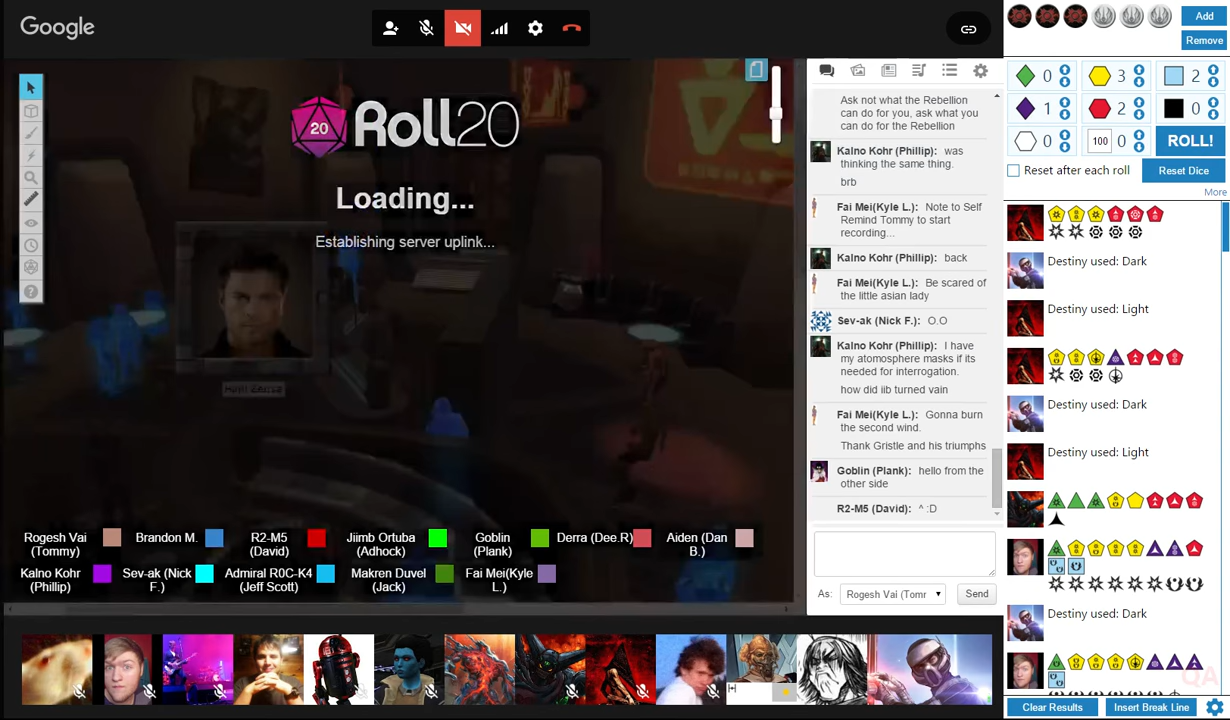 Google
Add
Remove
0
3
2
1
2
0
0
100
0
ROLL!
Reset after each roll
Reset Dice
More
20
Roll20
Loading...
Establishing server uplink...
Ask not what the Rebellion
can do for you, ask what you
can do for the Rebellion
Kalno Kohr (Phillip): was
thinking the same thing.
brb
Fai Mei(Kyle L.): Note to Self
Remind Tommy to start
recording...
Kalno Kohr (Phillip): back
Fai Mei(Kyle L.): Be scared of
the little asian lady
Sev-ak (Nick F.): O.O
Kalno Kohr (Phillip): I have
my atomosphere masks if its
needed for interrogation.
how did iib turned vain
Fai Mei(Kyle L.): Gonna burn
the second wind.
Thank Gristle and his triumphs
Goblin (Plank): hello from the
other side
R2-M5 (David): ^ :D
As:
Rogesh Vai (Tomr
Send
Destiny used: Dark
Destiny used: Light
Destiny used: Dark
Destiny used: Light
Destiny used: Dark
Rogesh Vai
(Tommy)
Brandon M.
R2-M5
(David)
Jiimb Ortuba
(Adhock)
Goblin
(Plank)
Derra (Dee.R)
Aiden (Dan
B.)
Kalno Kohr
(Phillip)
Sev-ak (Nick
F.)
Admiral R0C-K4
(Jeff Scott)
Makren Duvel
(Jack)
Fai Mei(Kyle
L.)
QA
Clear Results
Insert Break Line